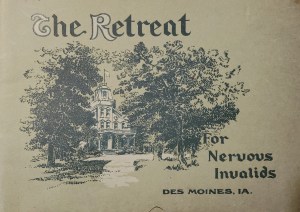 The Retreat
For
Nervous
Invalids
DES MOINES, IA.